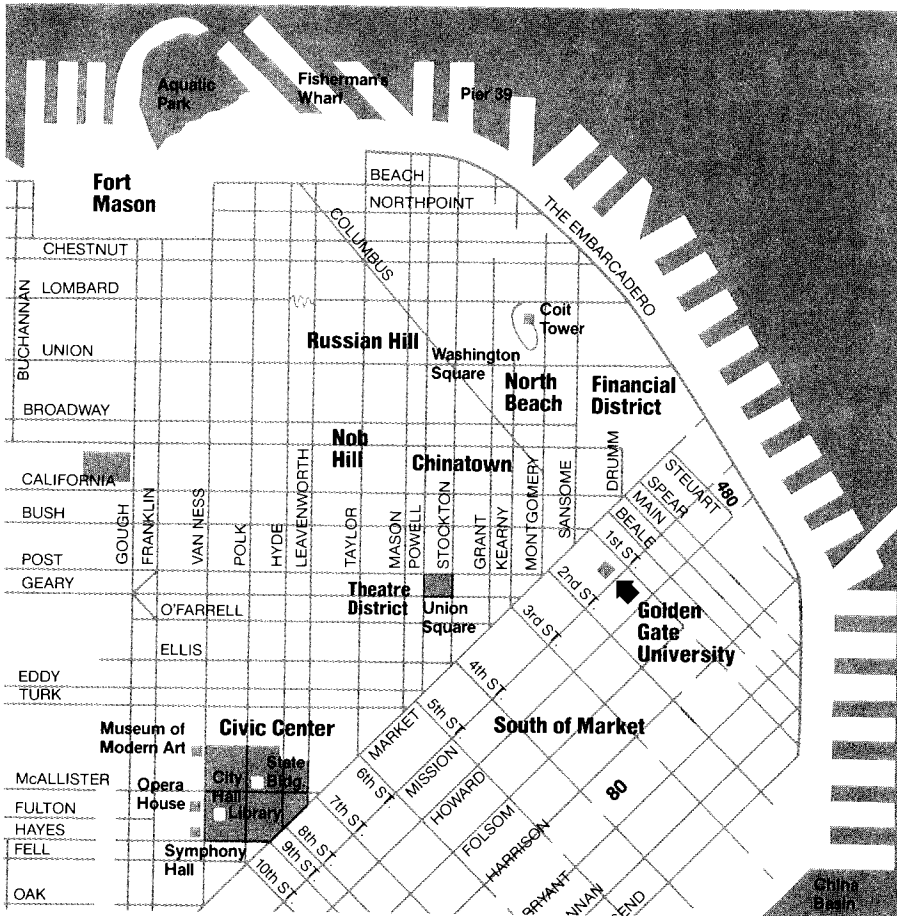 Aquatic
Park
Fisherman's
Wharf
Pier 39
Fort
Mason
BEACH
NORTHPOINT
COLUMBUS
THE EMBARCADERO
CHESTNUT
LOMBARD
BUCHANNAN
Coit
Tower
Russian Hill
UNION
Washington
Square
North
Beach
Financial
District
BROADWAY
Nob
Hill
Chinatown
CALIFORNIA
BUSH
POST
GEARY
GOUGH
FRANKLIN
VAN NESS
POLK
HYDE
LEAVENWORTH
TAYLOR
MASON
POWELL
STOCKTON
GRANT
KEARNY
MONTGOMERY
SANSOME
DRUMM
STEUART
480
SPEAR
MAIN
BEALE
1st ST.
2nd ST.
3rd ST.
Theatre
District
Union
Square
Golden
Gate
University
O'FARRELL
ELLIS
EDDY
TURK
4th ST.
5th ST.
6th ST.
7th ST.
8th ST.
9th ST.
10th ST.
MARKET
MISSION
HOWARD
FOLSOM
HARRISON
BRYANT
NNAN
SEND
South of Market
80
Museum of
Modern Art
Civic Center
State
Bldg.
City
Hall
Library
Opera
House
Symphony
Hall
McALLISTER
FULTON
HAYES
FELL
OAK
China
Basin